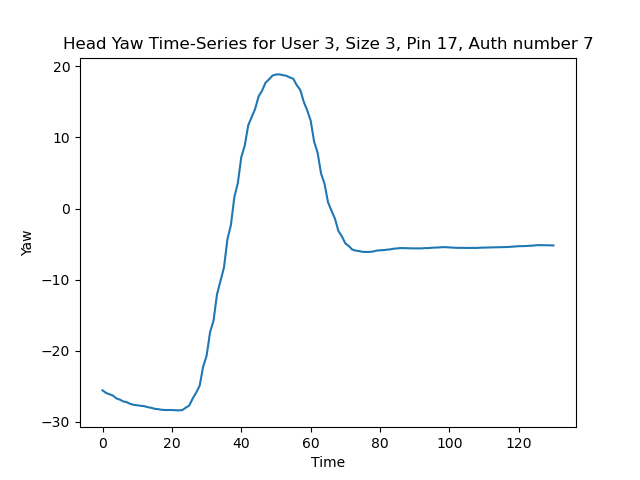 Head Yaw Time-Series for User 3, Size 3, Pin 17, Auth number 7
20
10
0
−10
−20
−30
Yaw
0 20 40 60 80 100 120
Time